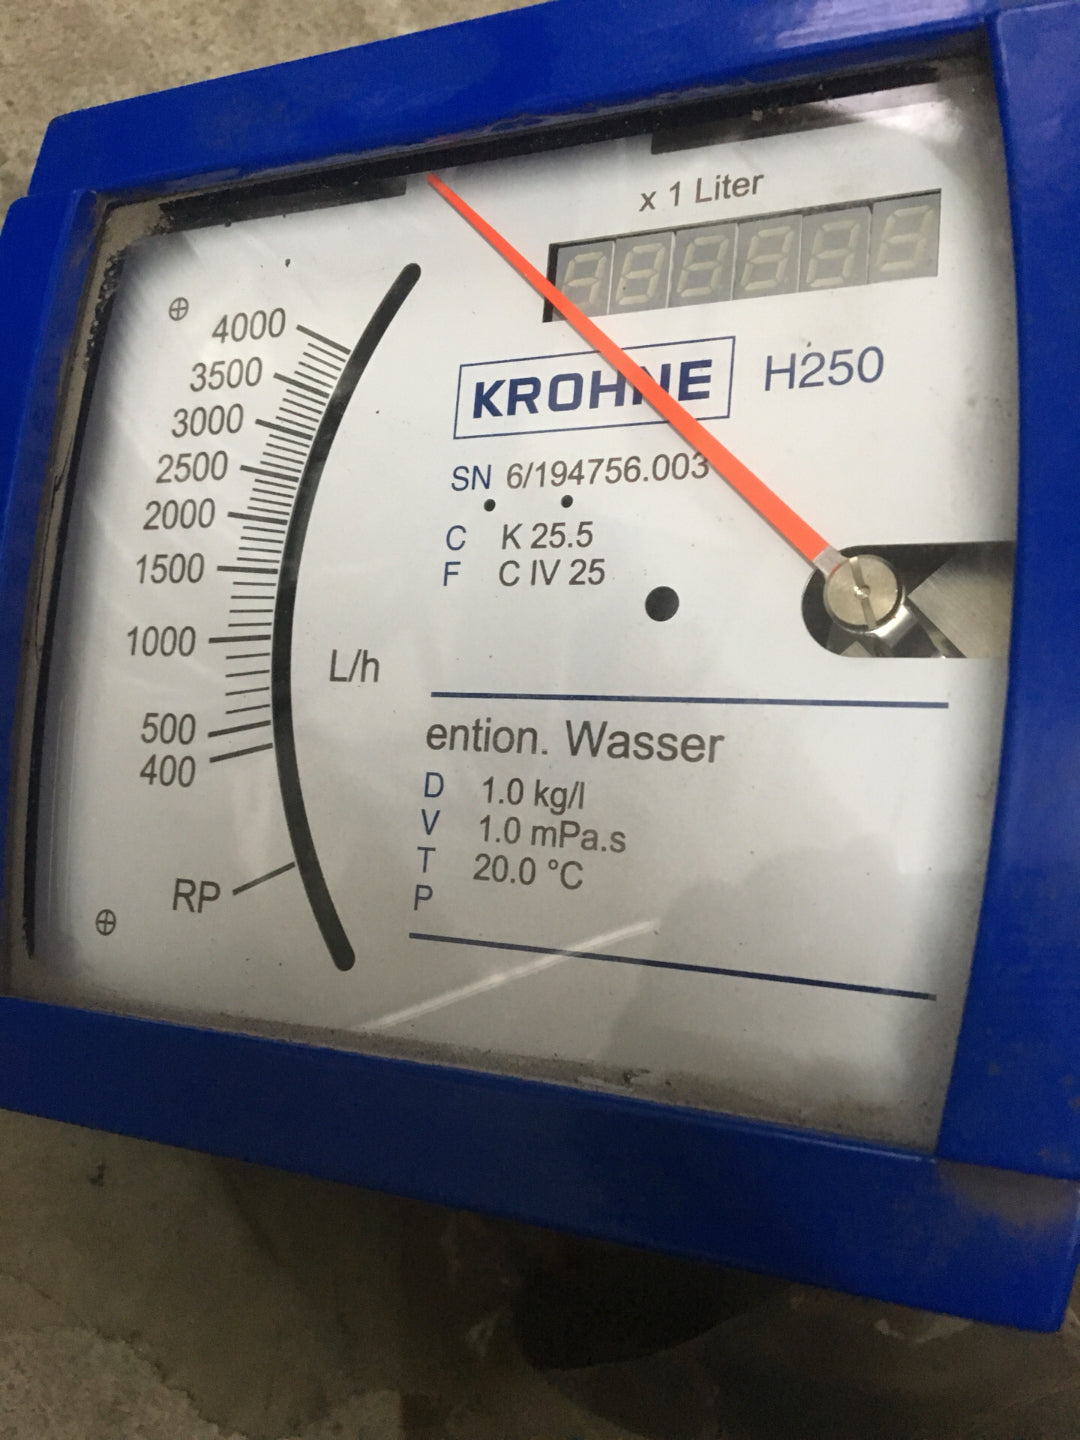 x 1 Liter
KROHNE H250
SN 6/194756.003
C K 25.5
F C IV 25
4000
3500
3000
2500
2000
1500
1000
500
400
RP
L/h
ention. Wasser
D 1.0 kg/l
V 1.0 mPa.s
T 20.0 °C
P